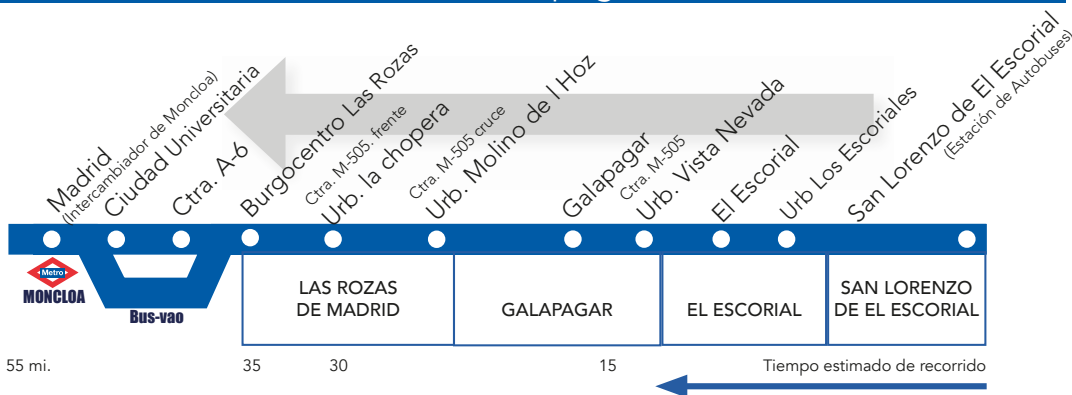 Madrid
(Intercambiador de Moncloa)
Ciudad Universitaria
Ctra. A-6
Burgocentro Las Rozas
Ctra. M-505. frente
Urb. la chopera
Ctra. M-505 cruce
Urb. Molino de l Hoz
Galapagar
Ctra. M-505
Urb. Vista Nevada
El Escorial
Urb Los Escoriales
San Lorenzo de El Escorial
(Estación de Autobuses)
Metro
MONCLOA
Bus-vao
LAS ROZAS
DE MADRID
GALAPAGAR
EL ESCORIAL
SAN LORENZO
DE EL ESCORIAL
55 mi.
35
30
15
Tiempo estimado de recorrido